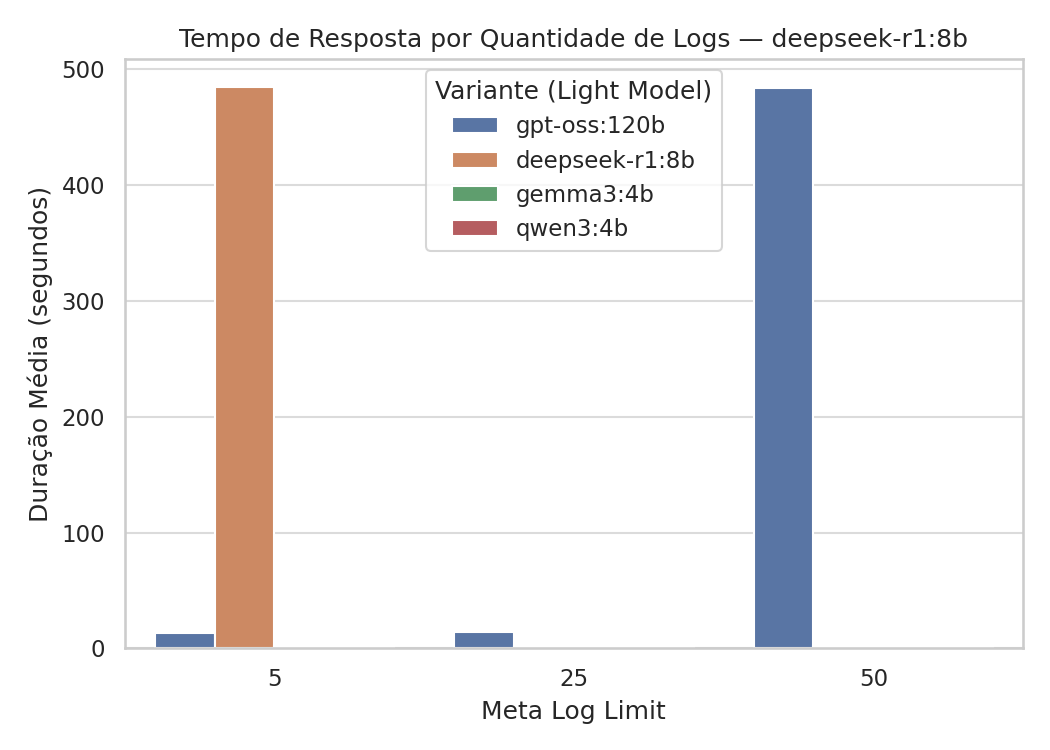 Tempo de Resposta por Quantidade de Logs — deepseek-r1:8b
Variante (Light Model)
gpt-oss:120b
deepseek-r1:8b
gemma3:4b
qwen3:4b
Duração Média (segundos)
500
400
300
200
100
0
5
25
50
Meta Log Limit